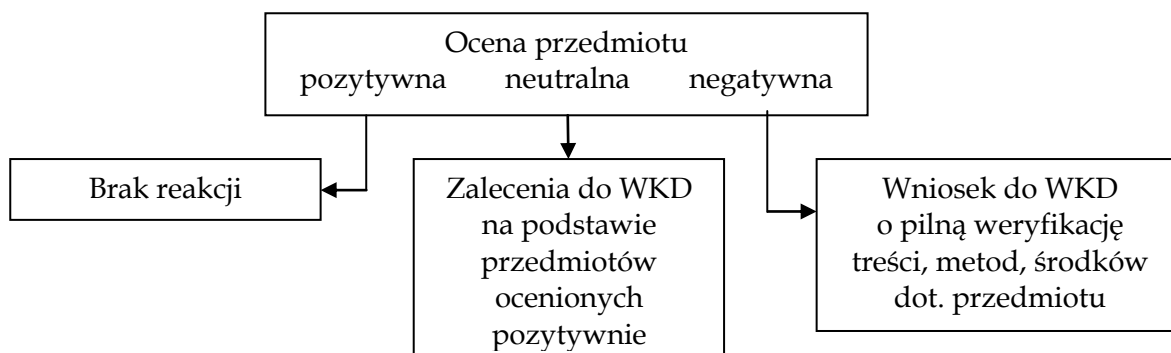 Ocena przedmiotu
pozytywna neutralna negatywna
Brak reakcji
Zalecenia do WKD
na podstawie
przedmiotów
ocenionych
pozytywnie
Wniosek do WKD
o pilną weryfikację
treści, metod, środków
dot. przedmiotu